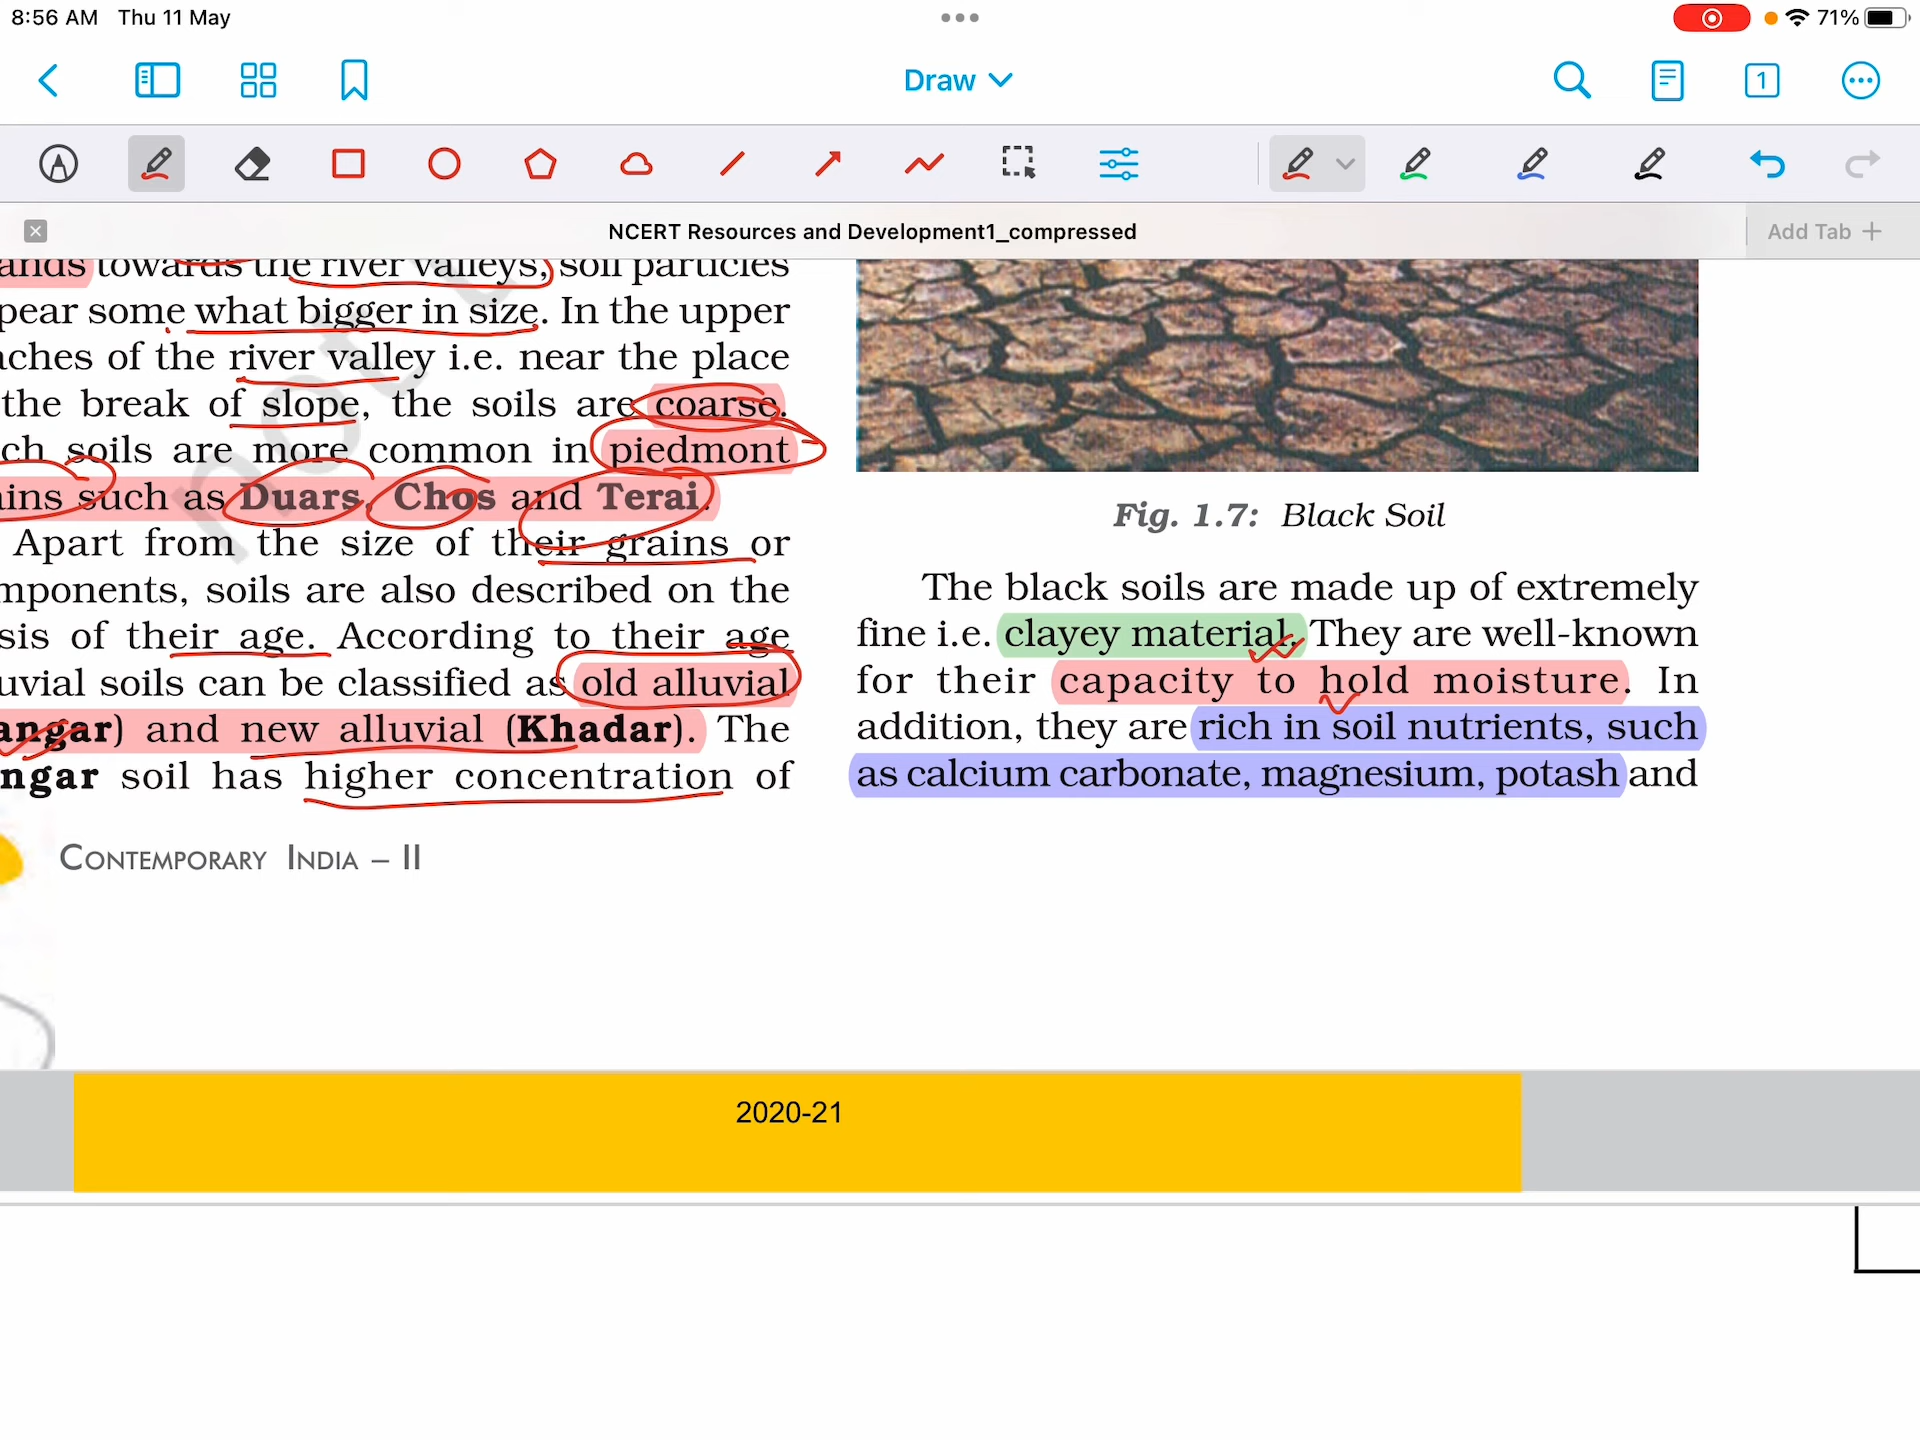 8:56 AM Thu 11 May
71%
Draw
1
NCERT Resources and Development1_compressed
Add Tab
ands towards the river valleys, soil particles
pear some what bigger in size. In the upper
aches of the river valley i.e. near the place
the break of slope, the soils are coarse.
ch soils are more common in piedmont
ains such as Duars, Chos and Terai.
Apart from the size of their grains or
mponents, soils are also described on the
sis of their age. According to their age
uvial soils can be classified as old alluvial
angar) and new alluvial (Khadar). The
ngar soil has higher concentration of
CONTEMPORARY INDIA – II
Fig. 1.7: Black Soil
The black soils are made up of extremely
fine i.e. clayey material. They are well-known
for their capacity to hold moisture. In
addition, they are rich in soil nutrients, such
as calcium carbonate, magnesium, potash and
2020-21